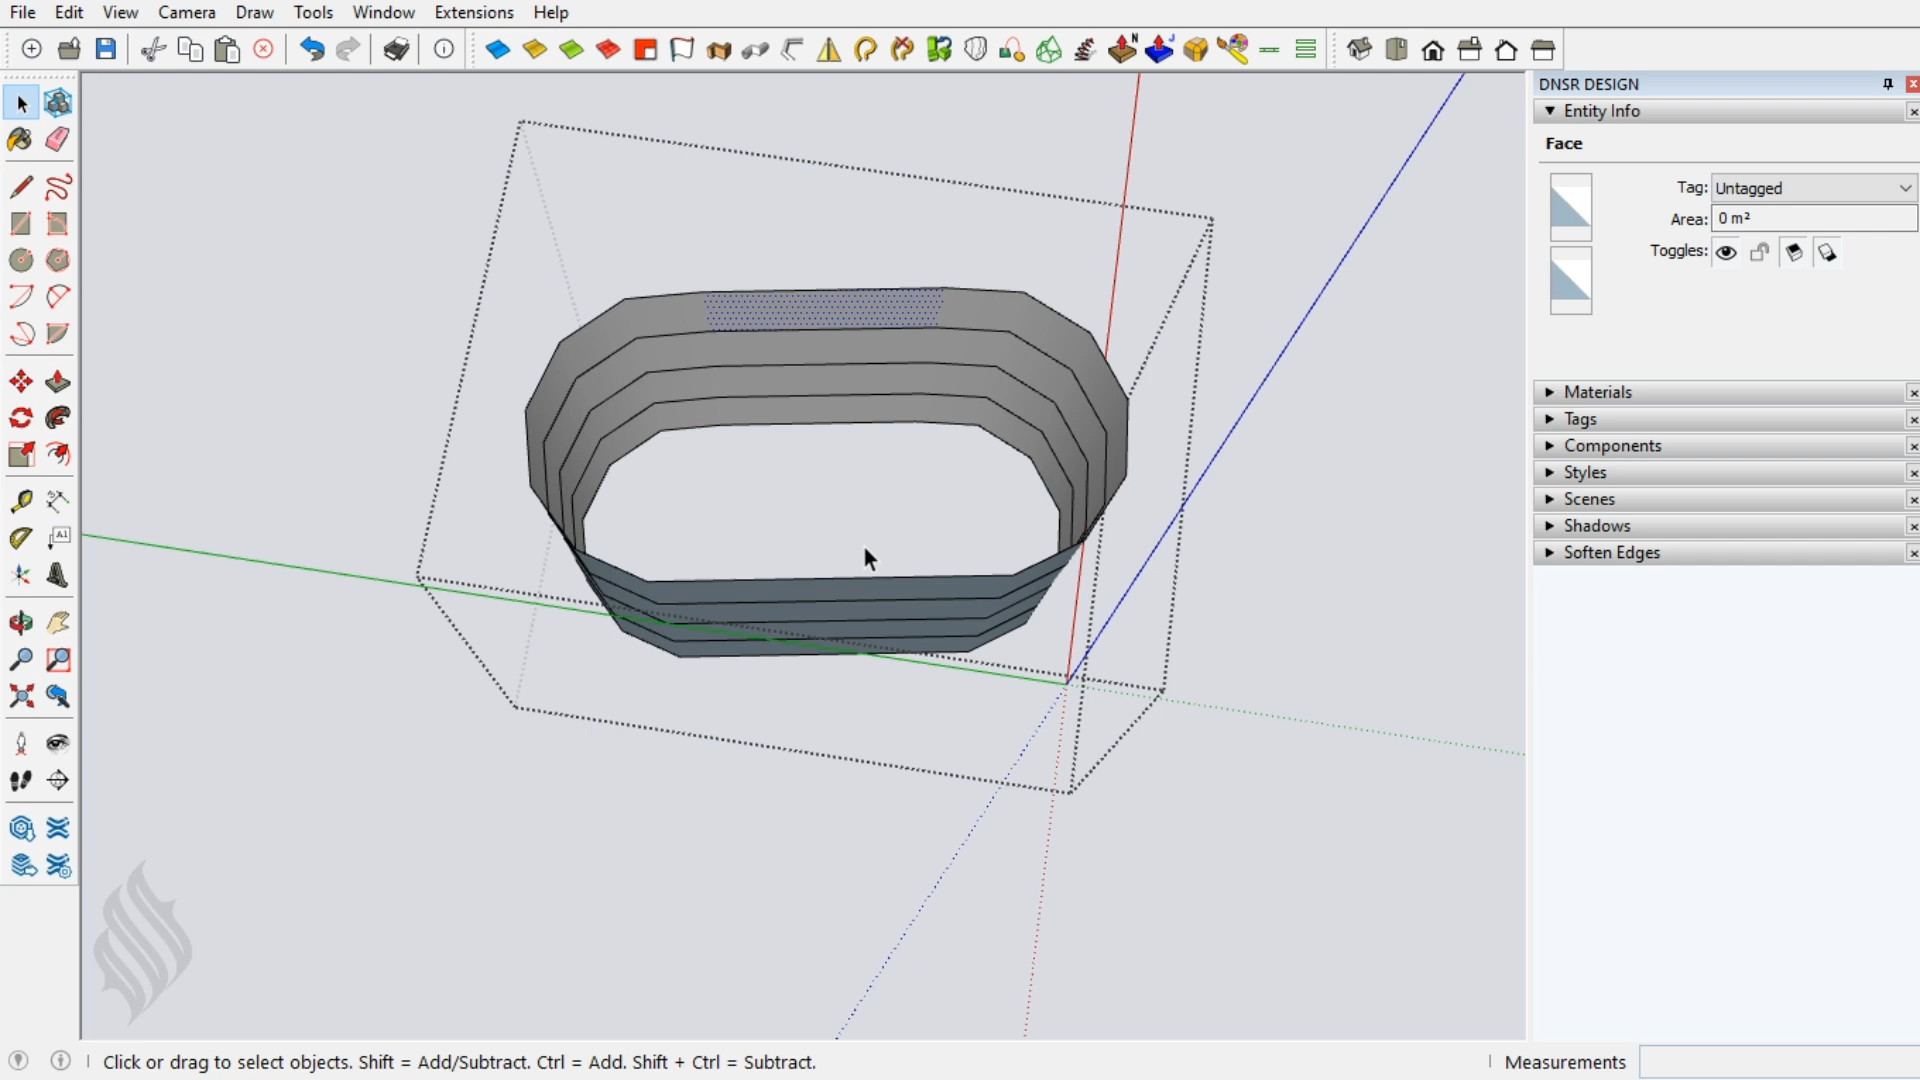 File Edit View Camera Draw Tools Window Extensions Help
N J
A1
DNSR DESIGN
Entity Info
Face
Tag: Untagged
Area: 0 m²
Toggles:
Materials
Tags
Components
Styles
Scenes
Shadows
Soften Edges
Click or drag to select objects. Shift = Add/Subtract. Ctrl = Add. Shift + Ctrl = Subtract.
Measurements